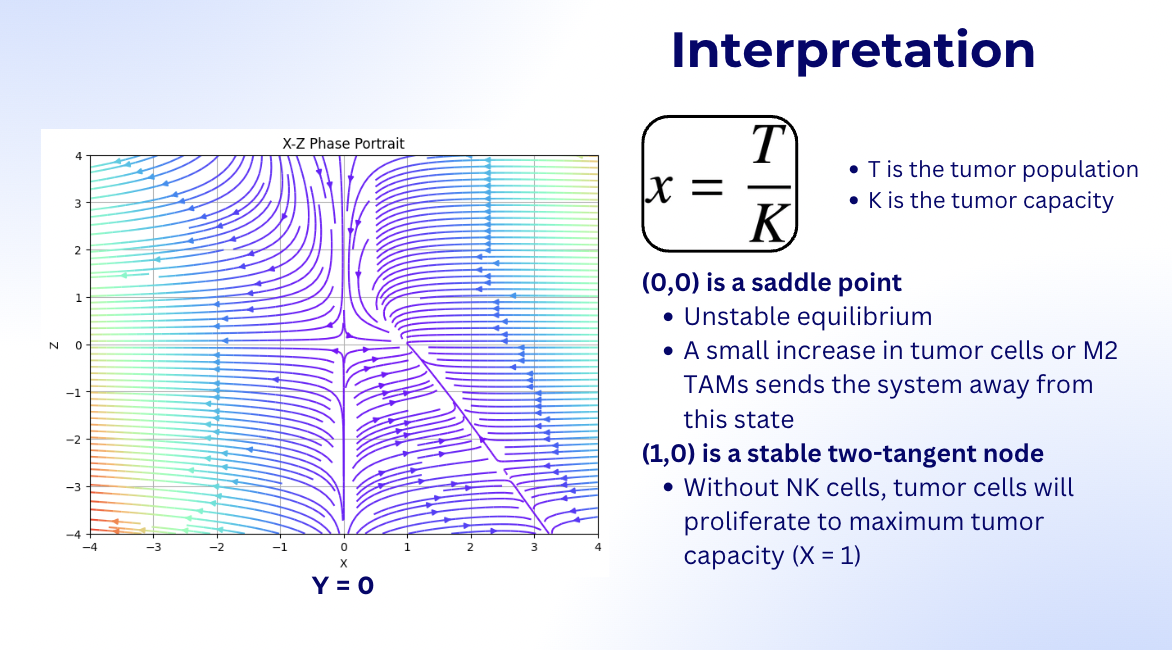 Interpretation
X-Z Phase Portrait
4
3
2
1
0
−1
−2
−3
−4
Z
−4 −3 −2 −1 0 1 2 3 4
X
Y = 0
x = T/K
• T is the tumor population
• K is the tumor capacity
(0,0) is a saddle point
• Unstable equilibrium
• A small increase in tumor cells or M2
TAMs sends the system away from
this state
(1,0) is a stable two-tangent node
• Without NK cells, tumor cells will
proliferate to maximum tumor
capacity (X = 1)